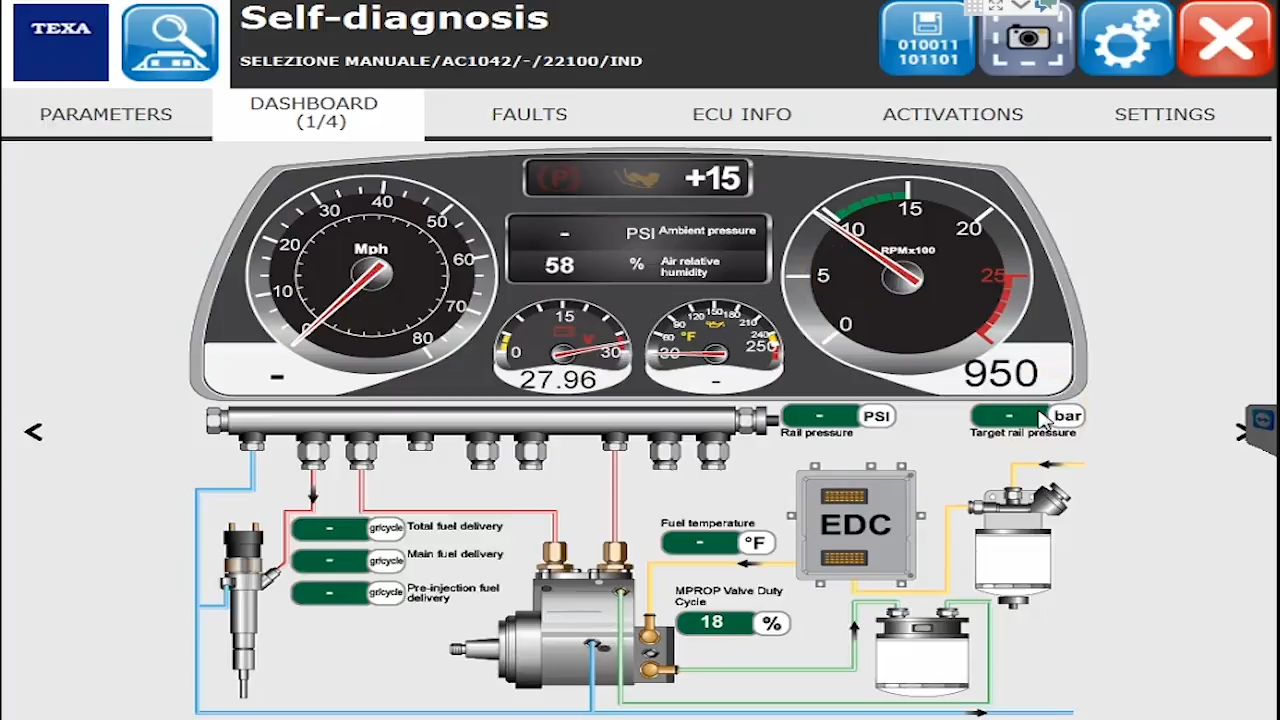 TEXA
Self-diagnosis
SELEZIONE MANUALE/AC1042/-/22100/IND
010011
101101
PARAMETERS
DASHBOARD
(1/4)
FAULTS
ECU INFO
ACTIVATIONS
SETTINGS
P
+15
- PSI Ambient pressure
58 % Air relative
humidity
Mph
0
10
20
30
40
50
60
70
80
-
0
15
30
27.96
30
60
90
120
150
180
210
240
250
°F
-
RPMx100
0
5
10
15
20
25
950
- PSI
Rail pressure
- bar
Target rail pressure
- gr/cycle Total fuel delivery
- gr/cycle Main fuel delivery
- gr/cycle Pre-injection fuel
delivery
Fuel temperature
- °F
MPROP Valve Duty
Cycle
18 %
EDC